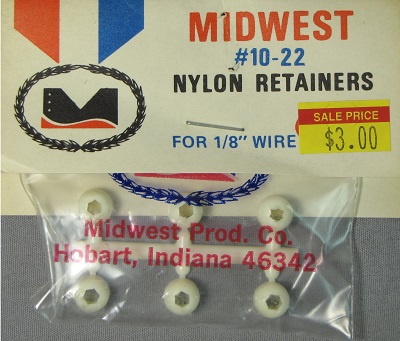 MIDWEST
#10-22
NYLON RETAINERS
FOR 1/8" WIRE
SALE PRICE
$3.00
M
Midwest Prod. Co.
Hobart, Indiana 46342